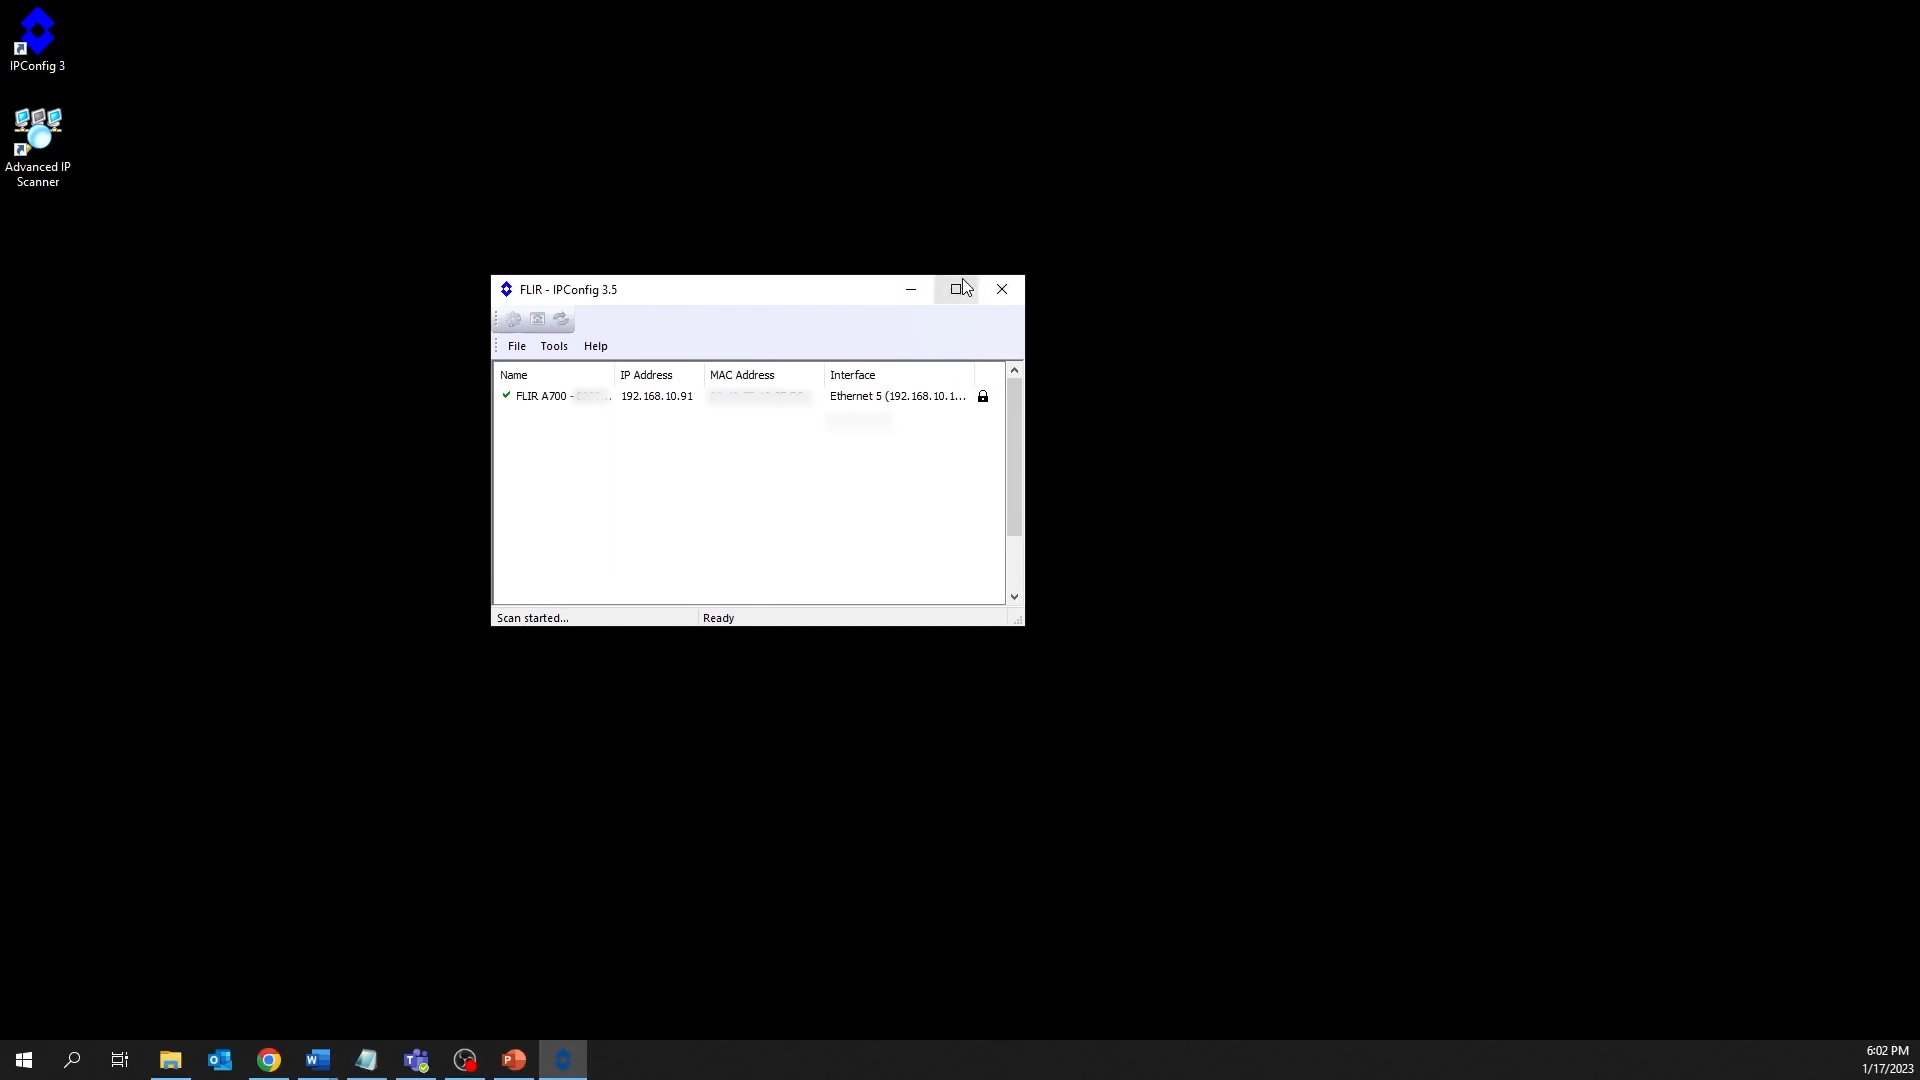 IPConfig 3
Advanced IP
Scanner
FLIR - IPConfig 3.5
File Tools Help
Name IP Address MAC Address Interface
FLIR A700 - 192.168.10.91 Ethernet 5 (192.168.10.1...
Scan started... Ready
6:02 PM
1/17/2023